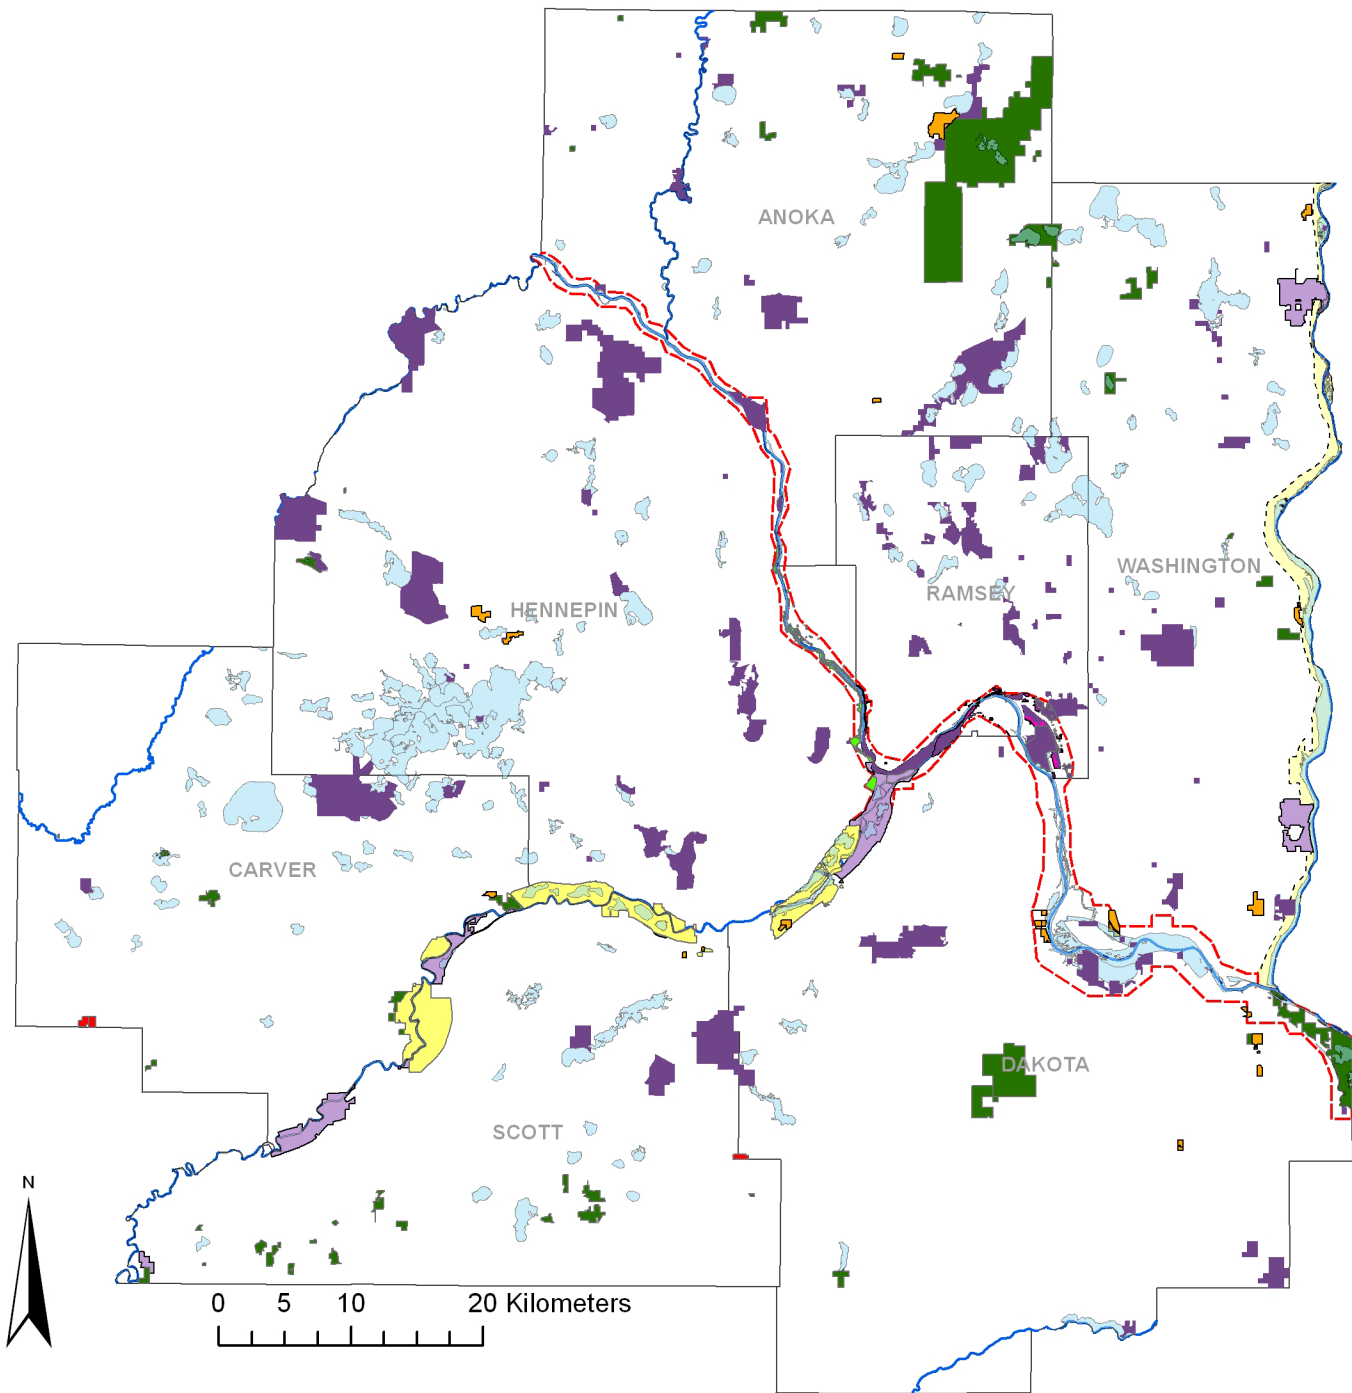 ANOKA
WASHINGTON
RAMSEY
HENNEPIN
CARVER
DAKOTA
SCOTT
N
0 5 10 20 Kilometers